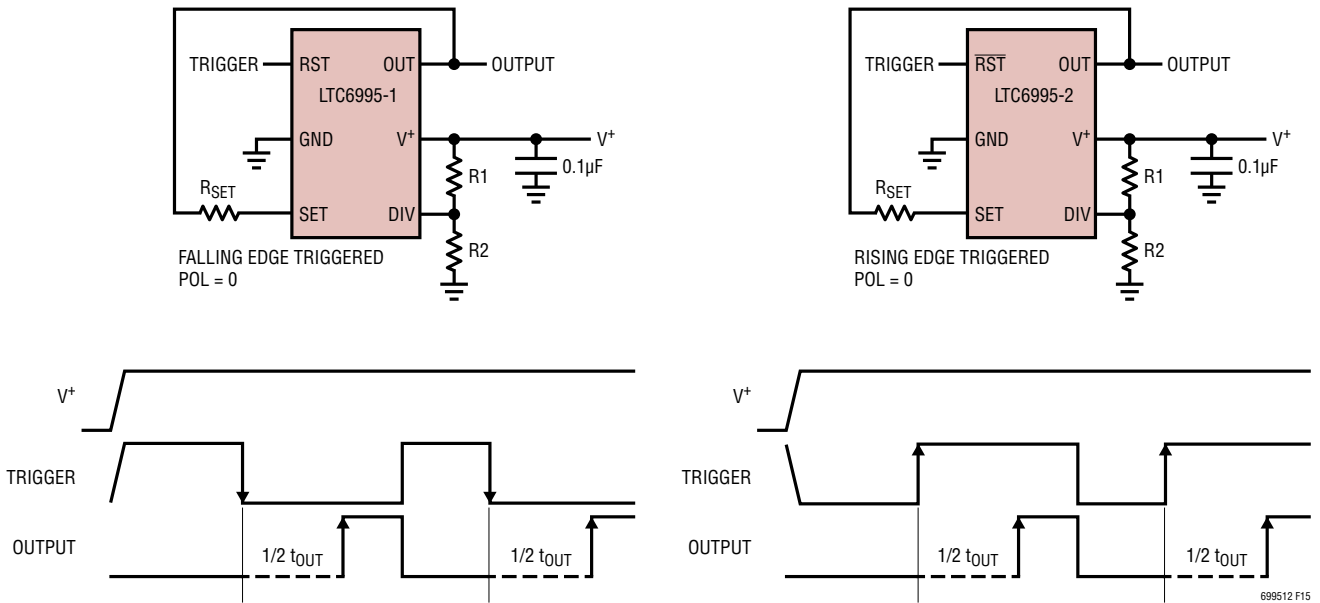 TRIGGER
RST
OUT
OUTPUT
LTC6995-1
GND
V+
V+
R1
0.1µF
RSET
SET
DIV
R2
FALLING EDGE TRIGGERED
POL = 0
TRIGGER
RST
OUT
OUTPUT
LTC6995-2
GND
V+
V+
R1
0.1µF
RSET
SET
DIV
R2
RISING EDGE TRIGGERED
POL = 0
V+
TRIGGER
OUTPUT
1/2 tOUT
1/2 tOUT
V+
TRIGGER
OUTPUT
1/2 tOUT
1/2 tOUT
699512 F15